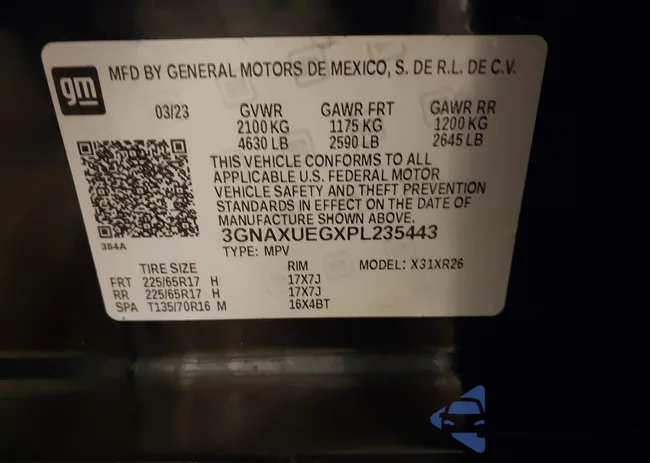 gm
MFD BY GENERAL MOTORS DE MEXICO, S. DE R.L. DE C.V.
03/23 GVWR GAWR FRT GAWR RR
2100 KG 1175 KG 1200 KG
4630 LB 2590 LB 2645 LB
THIS VEHICLE CONFORMS TO ALL
APPLICABLE U.S. FEDERAL MOTOR
VEHICLE SAFETY AND THEFT PREVENTION
STANDARDS IN EFFECT ON THE DATE OF
MANUFACTURE SHOWN ABOVE.
384A
3GNAXUEGXPL235443
TYPE: MPV
TIRE SIZE RIM MODEL: X31XR26
FRT 225/65R17 H 17X7J
RR 225/65R17 H 17X7J
SPA T135/70R16 M 16X4BT